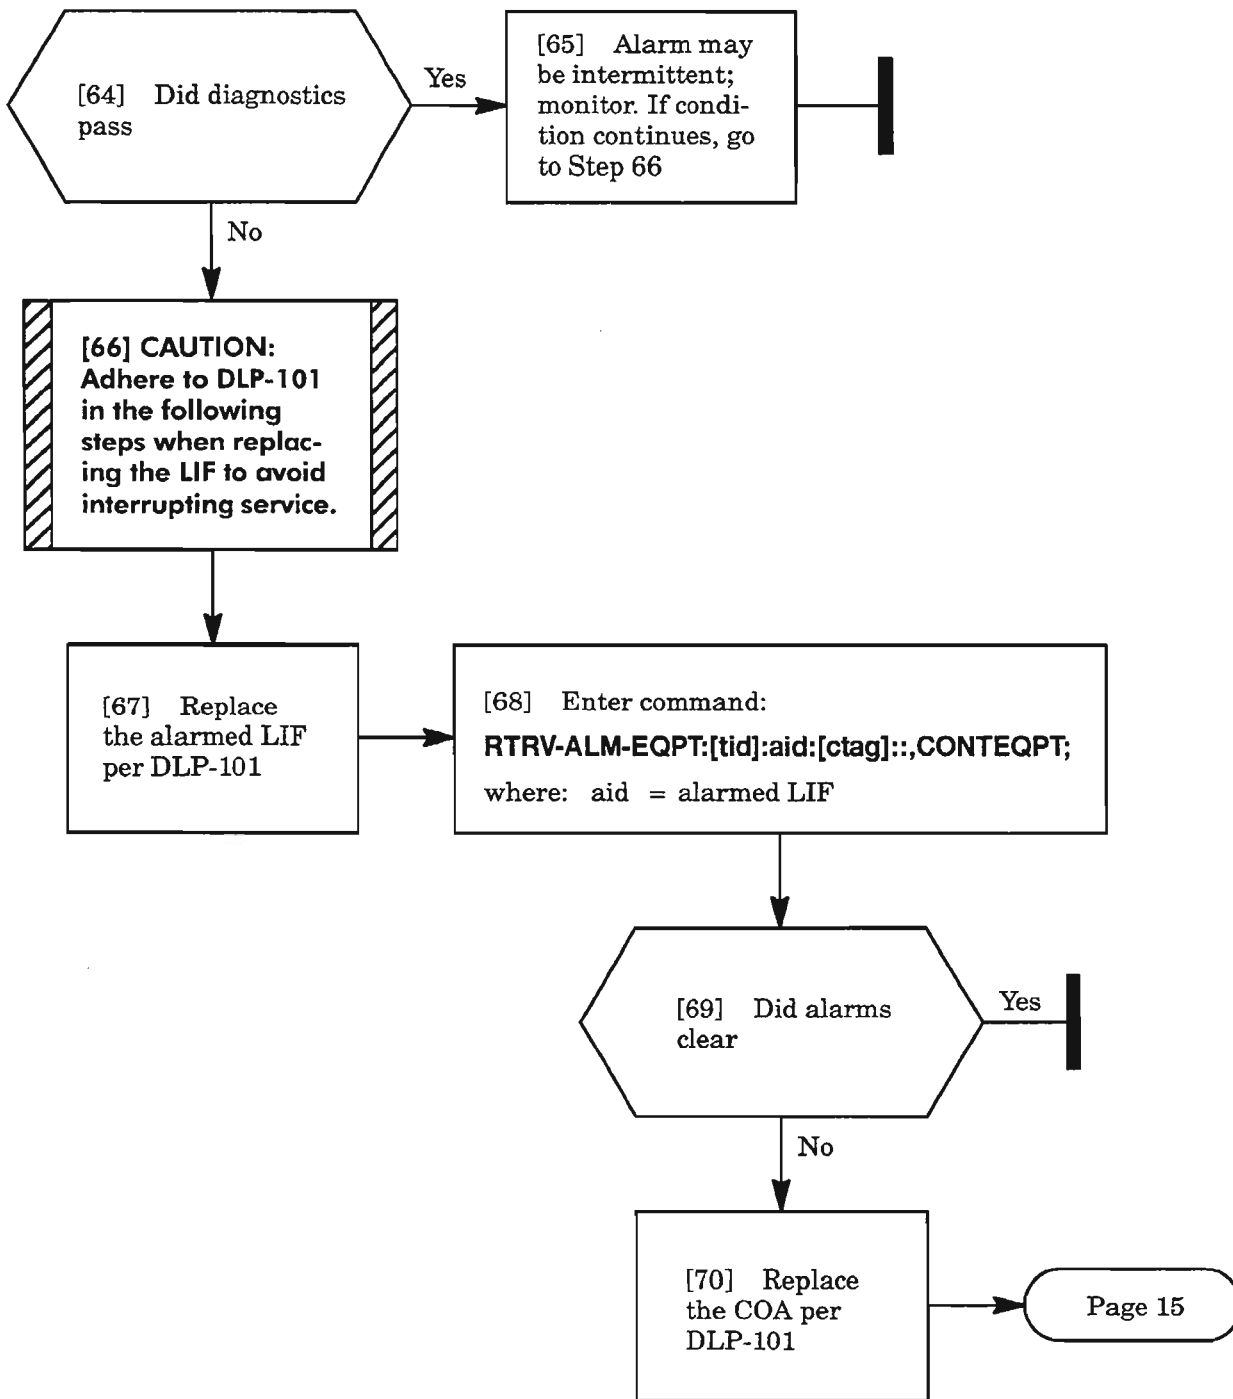 [64] Did diagnostics
pass
Yes
[65] Alarm may
be intermittent;
monitor. If condi-
tion continues, go
to Step 66
No
[66] CAUTION:
Adhere to DLP-101
in the following
steps when replac-
ing the LIF to avoid
interrupting service.
[67] Replace
the alarmed LIF
per DLP-101
[68] Enter command:
RTRV-ALM-EQPT:[tid]:aid:[ctag]::,CONTEQPT;
where: aid = alarmed LIF
[69] Did alarms
clear
Yes
No
[70] Replace
the COA per
DLP-101
Page 15